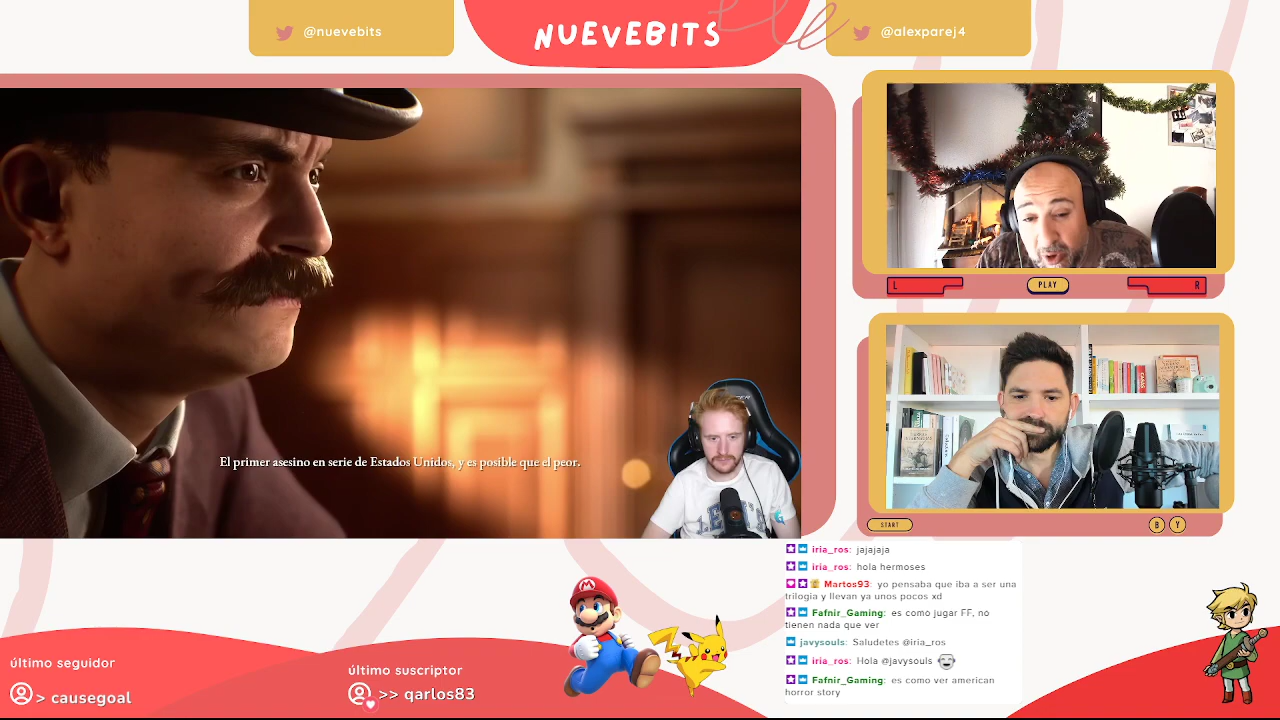 @nuevebits
NUEVEBITS
@alexparej4
L
PLAY
R
El primer asesino en serie de Estados Unidos, y es posible que el peor.
START
B
Y
iria_ros: jajajaja
iria_ros: hola hermoses
Martos93: yo pensaba que iba a ser una
trilogia y llevan ya unos pocos xd
Fafnir_Gaming: es como jugar FF, no
tienen nada que ver
javysouls: Saludetes @iria_ros
iria_ros: Hola @javysouls
Fafnir_Gaming: es como ver american
horror story
último seguidor
> causegoal
último suscriptor
>> qarlos83